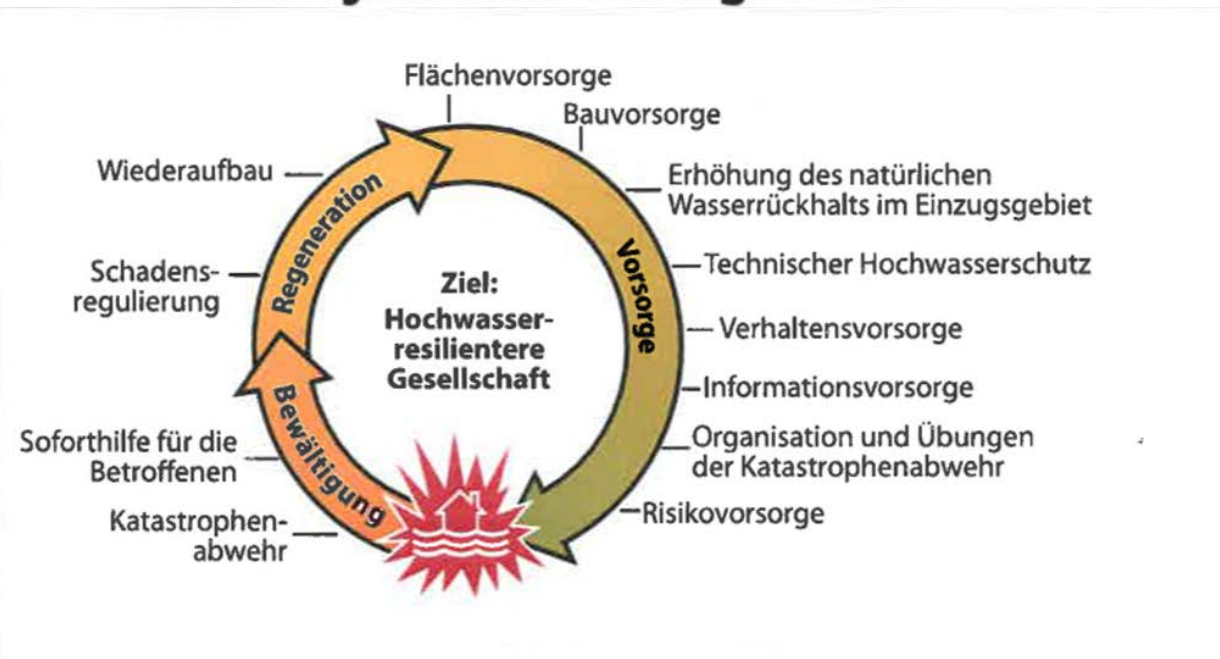 Flächenvorsorge
Bauvorsorge
Wiederaufbau
Erhöhung des natürlichen
Wasserrückhalts im Einzugsgebiet
Regeneration
Vorsorge
Technischer Hochwasserschutz
Schadens-
regulierung
Ziel:
Hochwasser-
resilientere
Gesellschaft
Verhaltensvorsorge
Informationsvorsorge
Bewältigung
Soforthilfe für die
Betroffenen
Organisation und Übungen
der Katastrophenabwehr
Katastrophen-
abwehr
Risikovorsorge